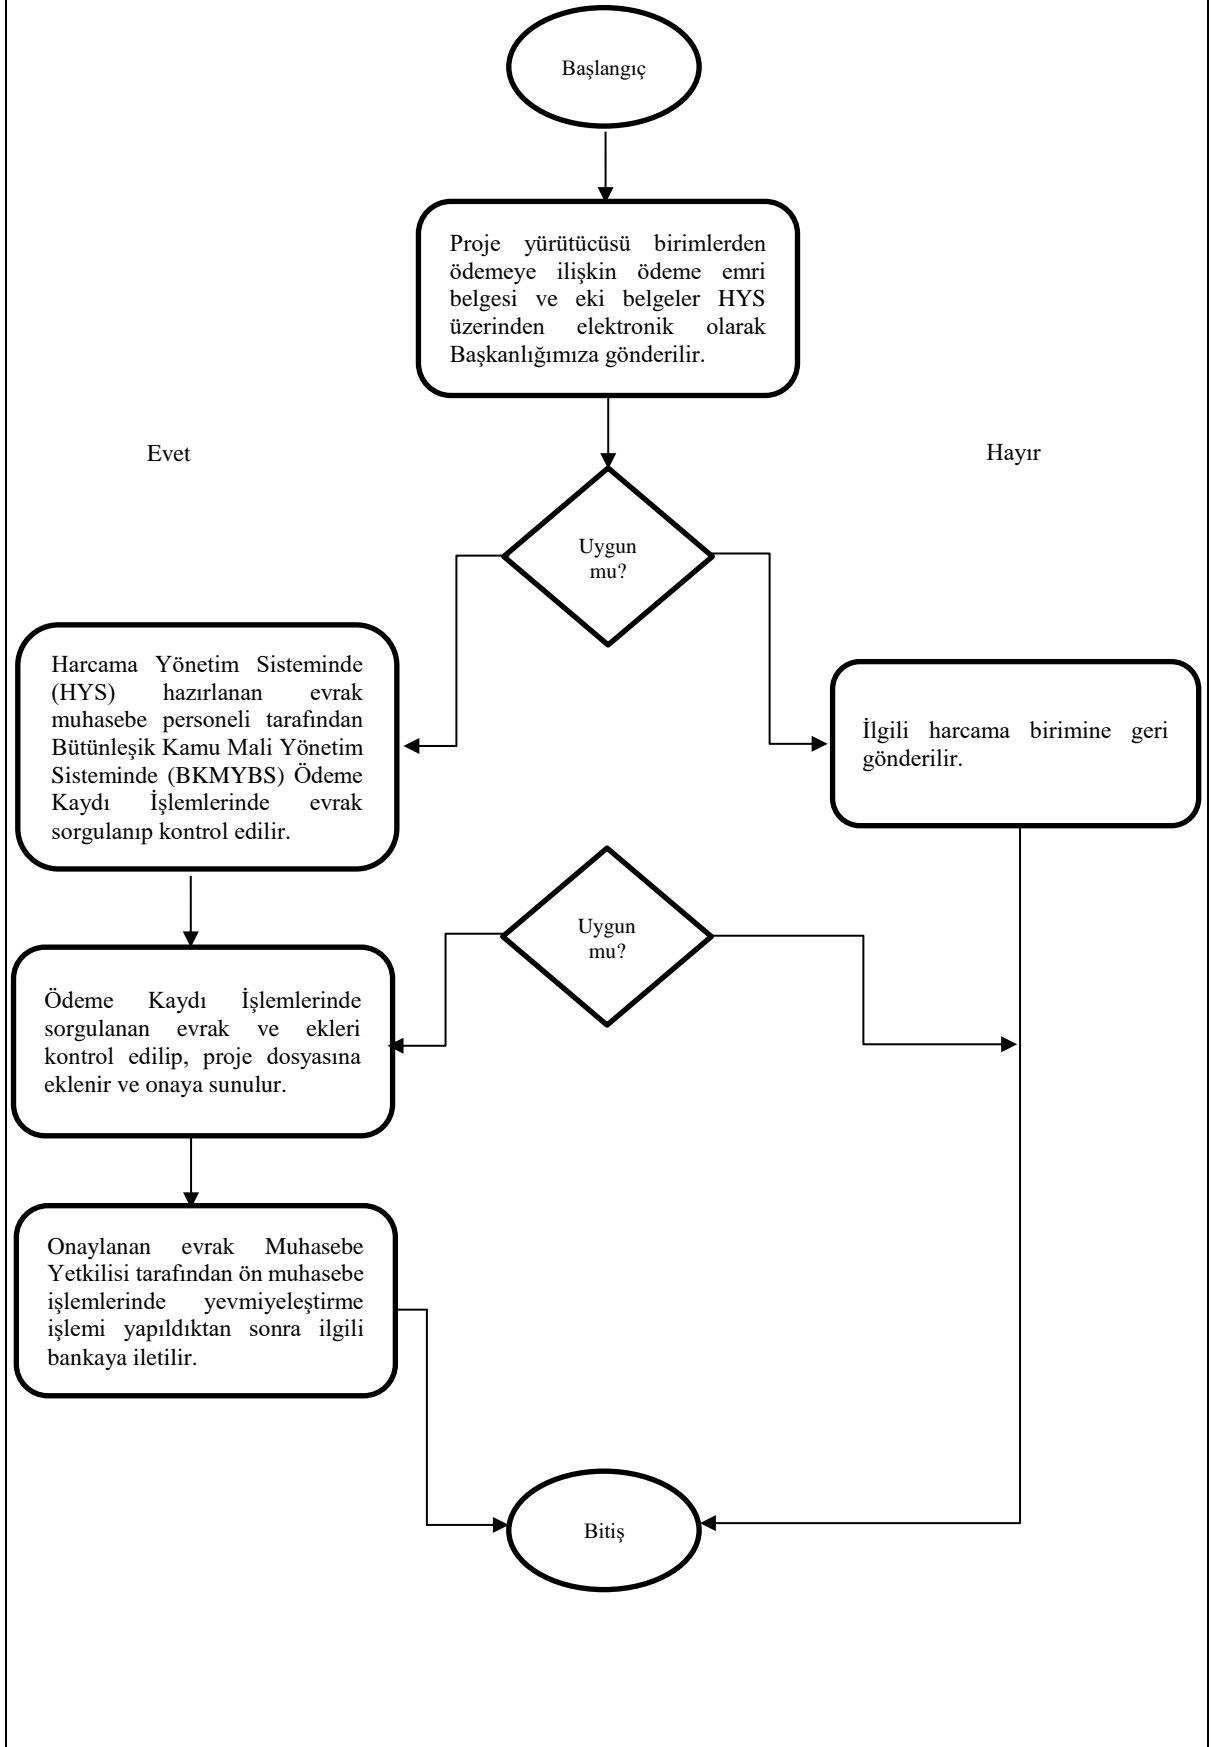 Başlangıç
Proje yürütücüsü birimlerden
ödemeye ilişkin ödeme emri
belgesi ve eki belgeler HYS
üzerinden elektronik olarak
Başkanlığımıza gönderilir.
Evet
Hayır
Uygun
mu?
Harcama Yönetim Sisteminde
(HYS) hazırlanan evrak
muhasebe personeli tarafından
Bütünleşik Kamu Mali Yönetim
Sisteminde (BKMYBS) Ödeme
Kaydı İşlemlerinde evrak
sorgulanıp kontrol edilir.
İlgili harcama birimine geri
gönderilir.
Uygun
mu?
Ödeme Kaydı İşlemlerinde
sorgulanan evrak ve ekleri
kontrol edilip, proje dosyasına
eklenir ve onaya sunulur.
Onaylanan evrak Muhasebe
Yetkilisi tarafından ön muhasebe
işlemlerinde yevmiyeleştirme
işlemi yapıldıktan sonra ilgili
bankaya iletilir.
Bitiş